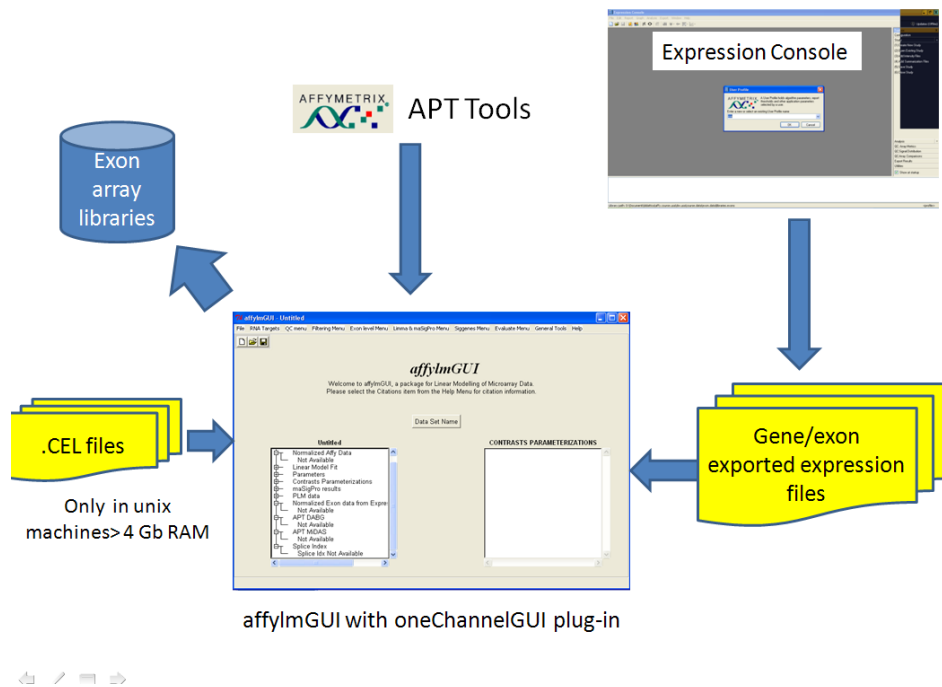 Expression Console
AFFYMETRIX
APT Tools
Exon
array
libraries
User Profile
AFFYMETRIX
OK
Cancel
affylmGUI - Untitled
File RNA Targets QC menu Filtering Menu Exon level Menu Limma & maSigPro Menu Siggenes Menu Evaluate Menu General Tools Help
affylmGUI
Welcome to affylmGUI, a package for Linear Modelling of Microarray Data.
Please select the Citations item from the Help Menu for citation information.
Data Set Name
Untitled
Normalized Affy Data
Not Available
Linear Model Fit
Parameters
Contrasts Parameterizations
maSigPro results
PLM data
Normalized Exon data from Expre
Not Available
APT DABG
Not Available
APT MiDAS
Not Available
Splice Index
Splice Idx Not Available
CONTRASTS PARAMETERIZATIONS
.CEL files
Only in unix
machines> 4 Gb RAM
Gene/exon
exported expression
files
affylmGUI with oneChannelGUI plug-in